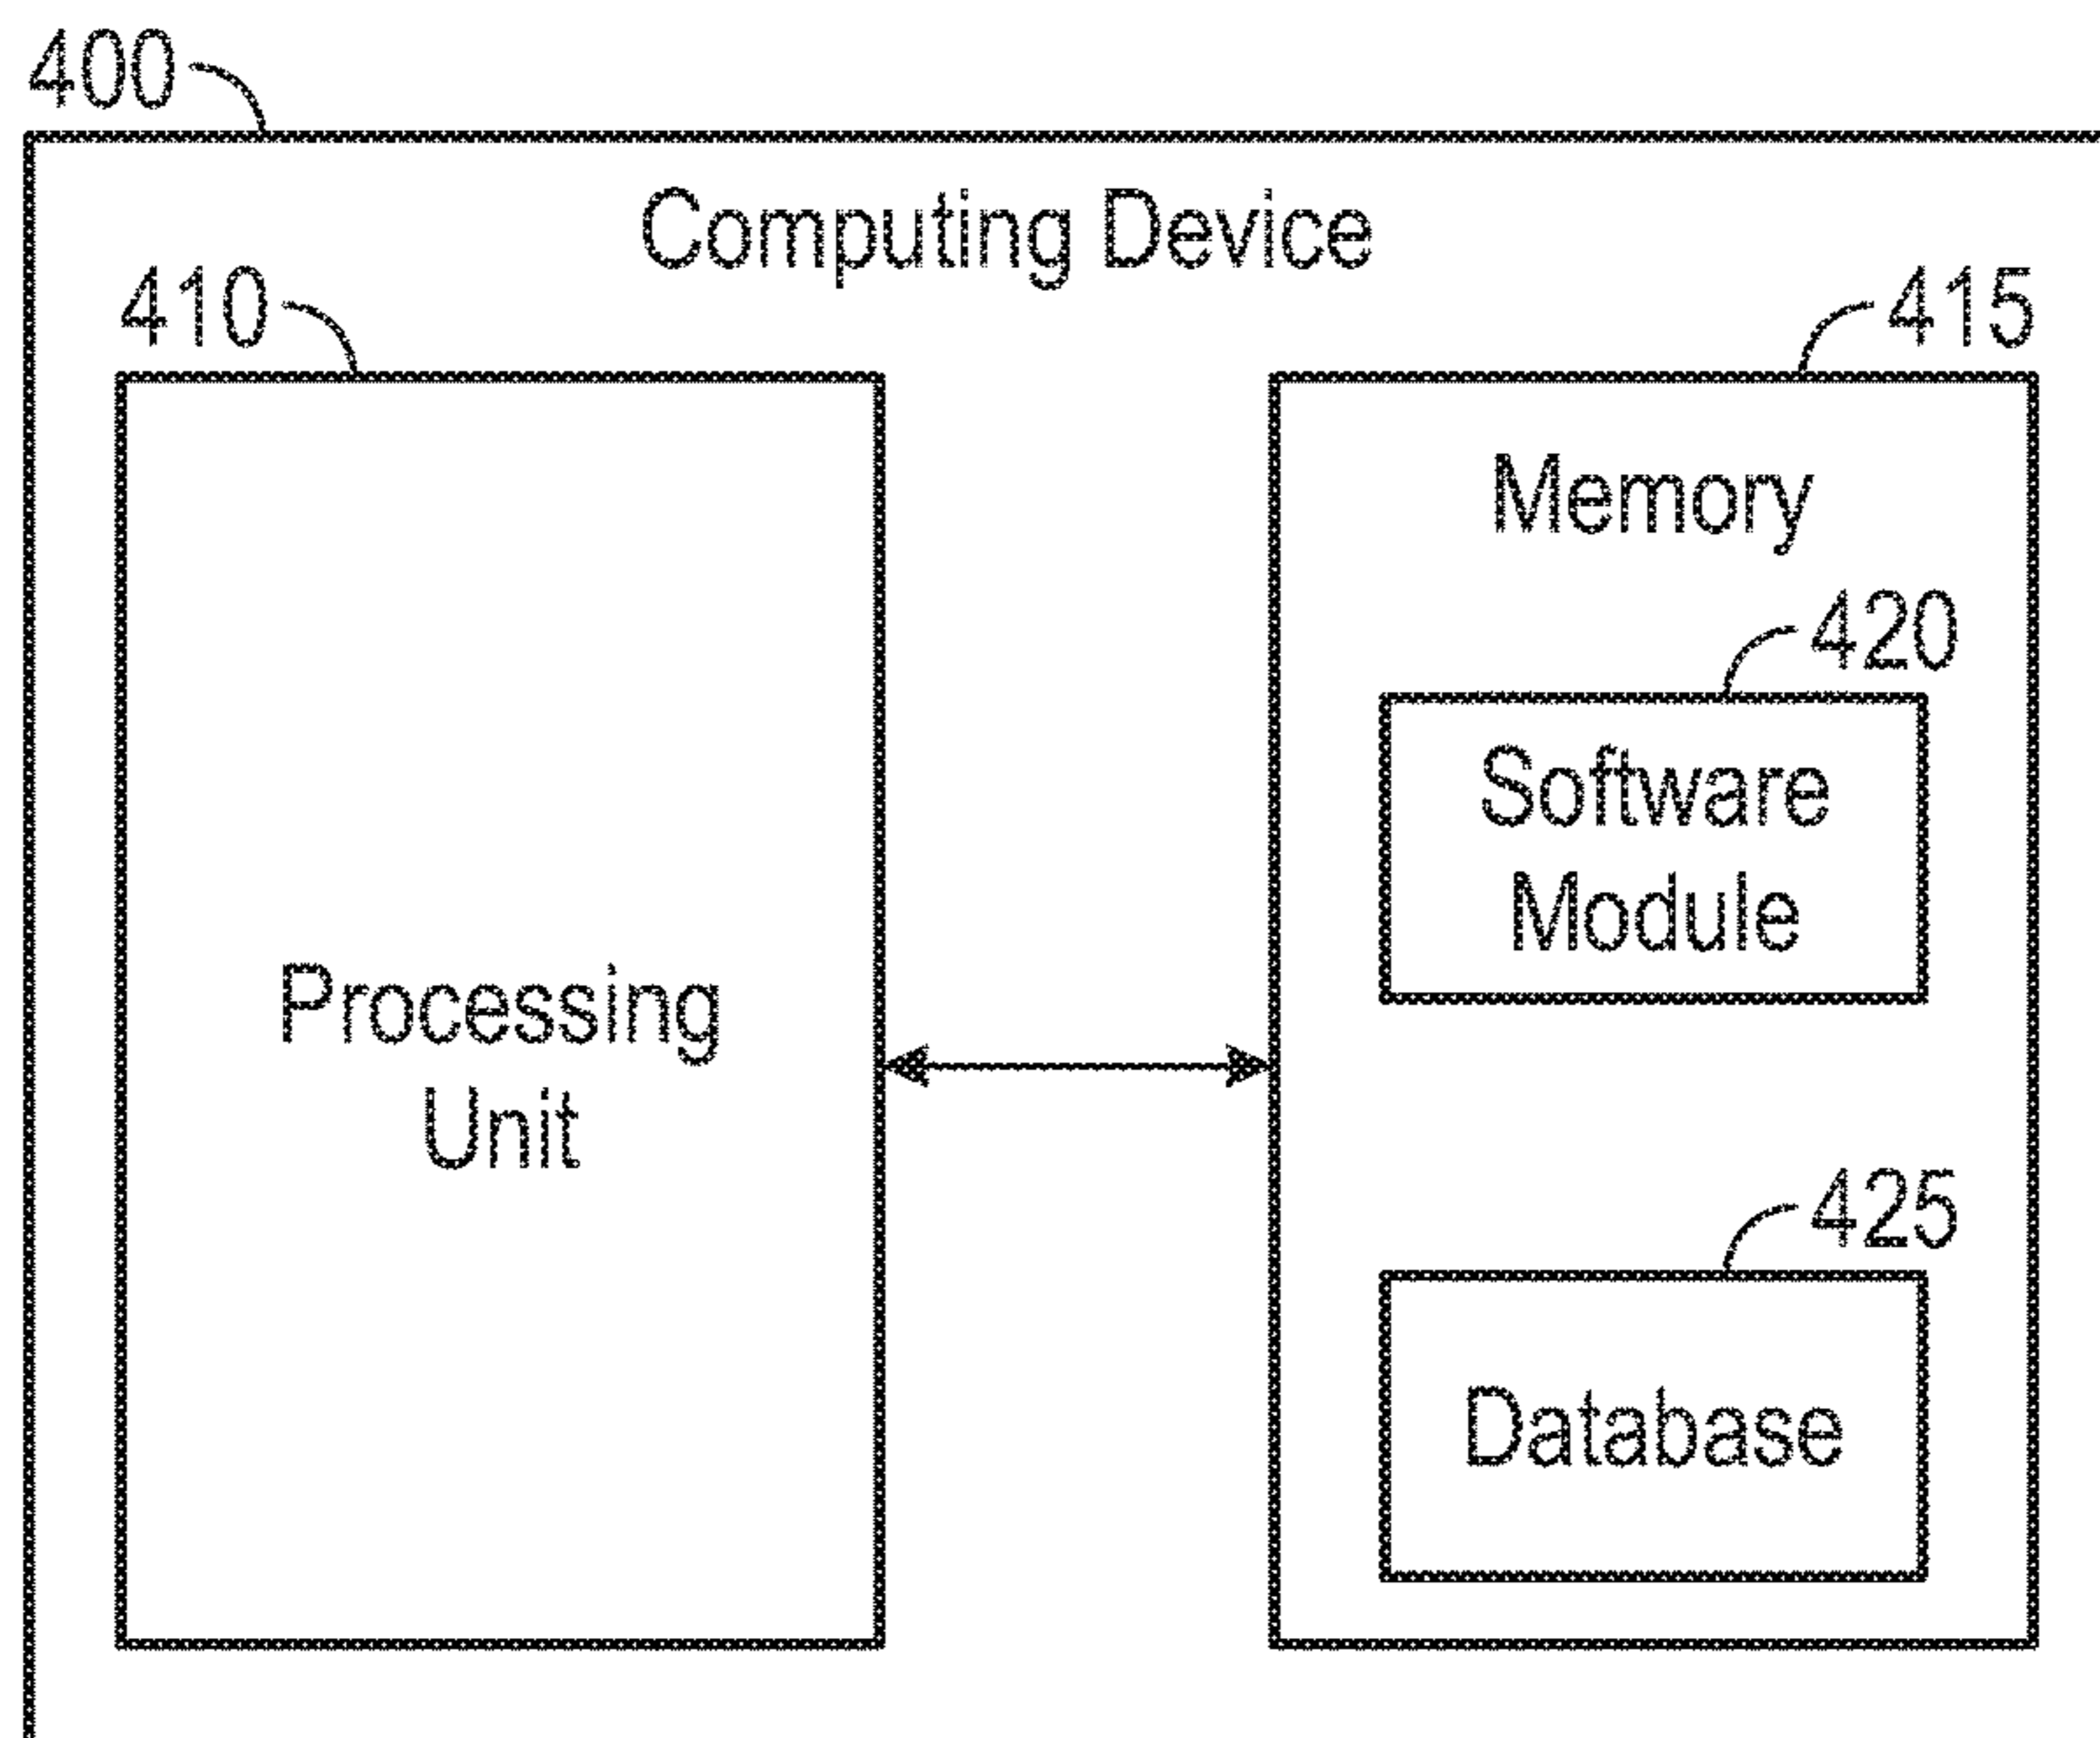 400
Computing Device
410
415
Memory
420
Software
Module
Processing
Unit
425
Database